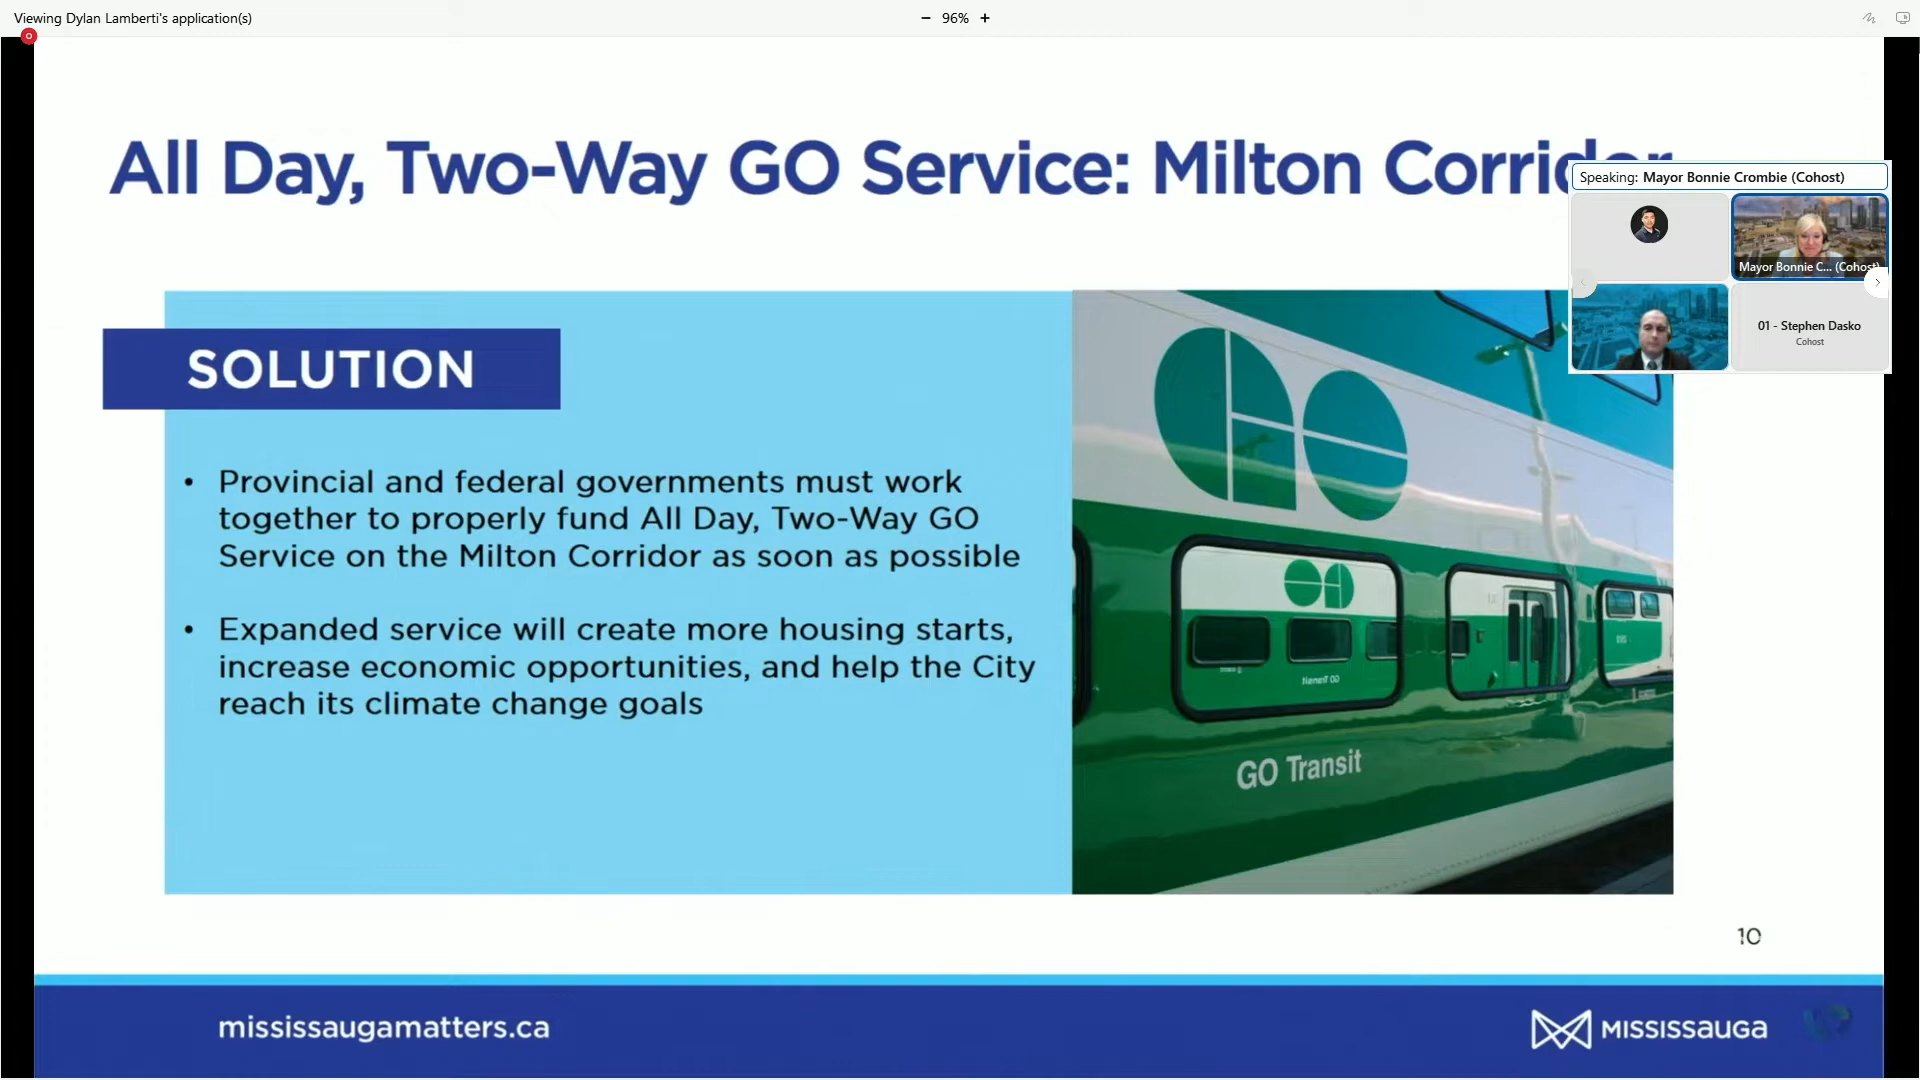 Viewing Dylan Lamberti's application(s)
− 96% +
All Day, Two-Way GO Service: Milton Corridor
Speaking: Mayor Bonnie Crombie (Cohost)
Mayor Bonnie C... (Cohost)
01 - Stephen Dasko
Cohost
SOLUTION
• Provincial and federal governments must work
together to properly fund All Day, Two-Way GO
Service on the Milton Corridor as soon as possible
• Expanded service will create more housing starts,
increase economic opportunities, and help the City
reach its climate change goals
GO Transit
10
mississaugamatters.ca
MISSISSAUGA